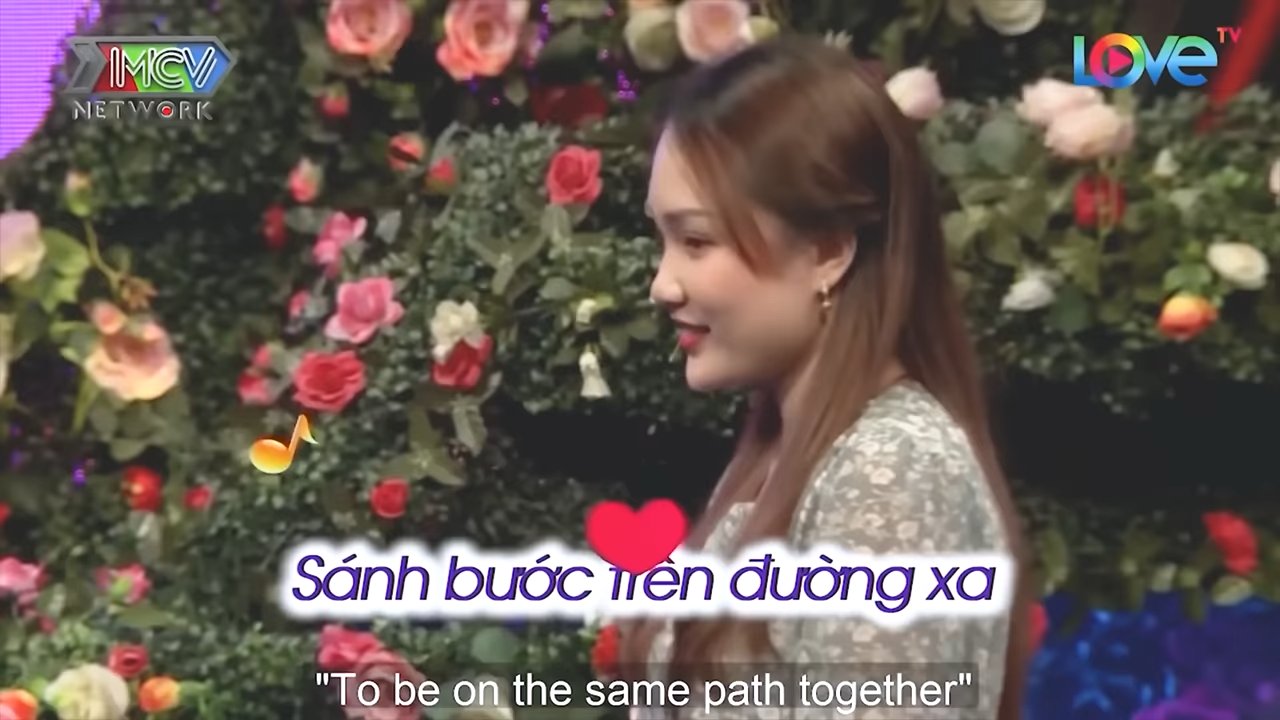 MCV
NETWORK
LOVE TV
Sánh bước trên đường xa
"To be on the same path together"